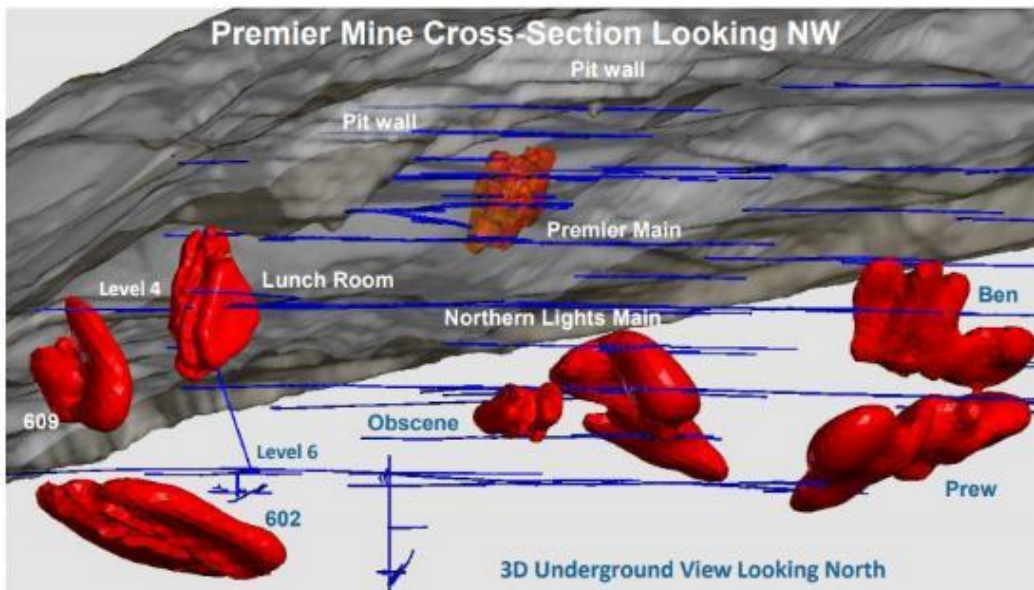 Premier Mine Cross-Section Looking NW
Pit wall
Pit wall
Premier Main
Lunch Room
Level 4
Ben
Northern Lights Main
609
Obscene
Level 6
Prew
602
3D Underground View Looking North